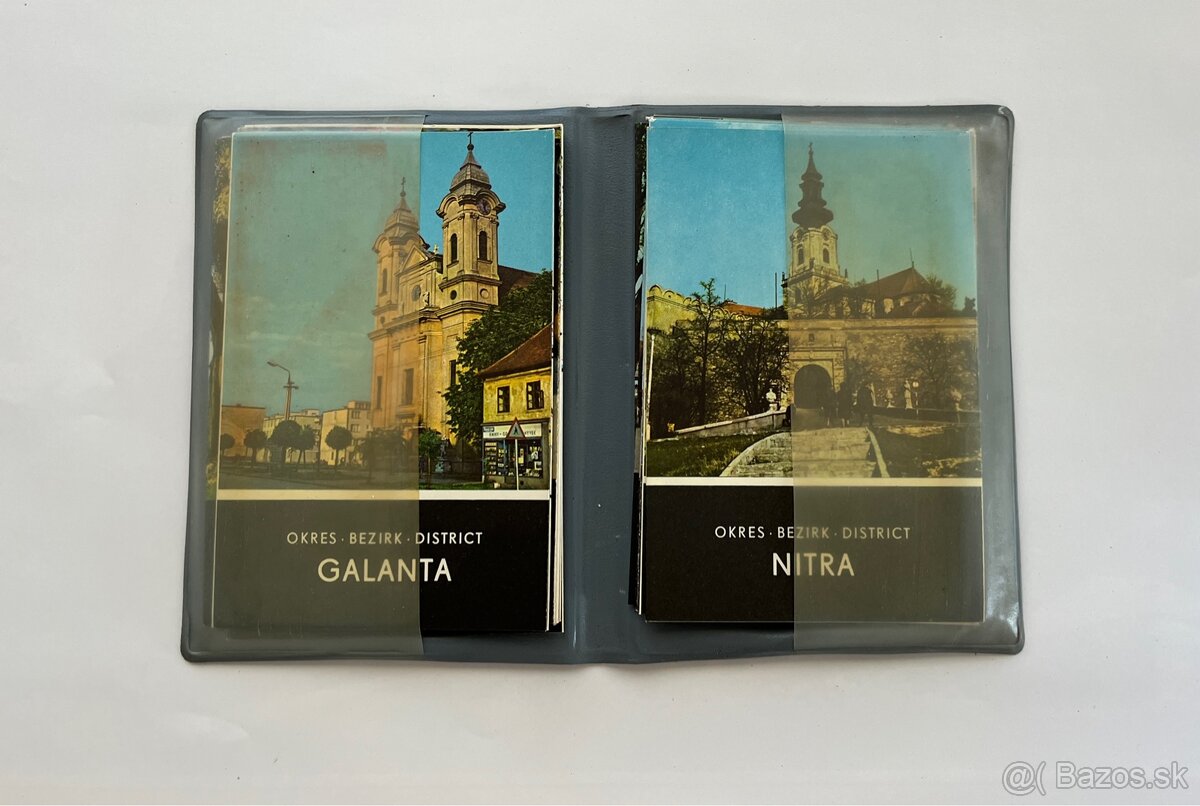 OKRES · BEZIRK · DISTRICT
GALANTA
OKRES · BEZIRK · DISTRICT
NITRA
@( Bazos.sk